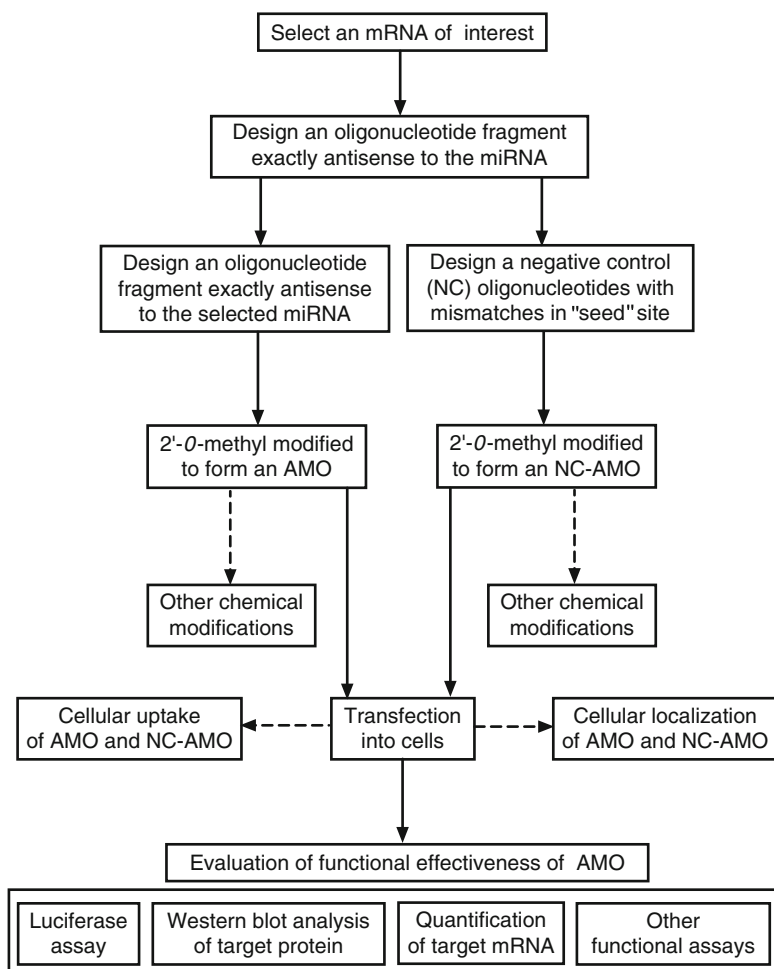 Select an mRNA of interest
Design an oligonucleotide fragment
exactly antisense to the miRNA
Design an oligonucleotide
fragment exactly antisense
to the selected miRNA
Design a negative control
(NC) oligonucleotides with
mismatches in "seed" site
2'-O-methyl modified
to form an AMO
2'-O-methyl modified
to form an NC-AMO
Other chemical
modifications
Other chemical
modifications
Cellular uptake
of AMO and NC-AMO
Transfection
into cells
Cellular localization
of AMO and NC-AMO
Evaluation of functional effectiveness of AMO
Luciferase
assay
Western blot analysis
of target protein
Quantification
of target mRNA
Other
functional assays